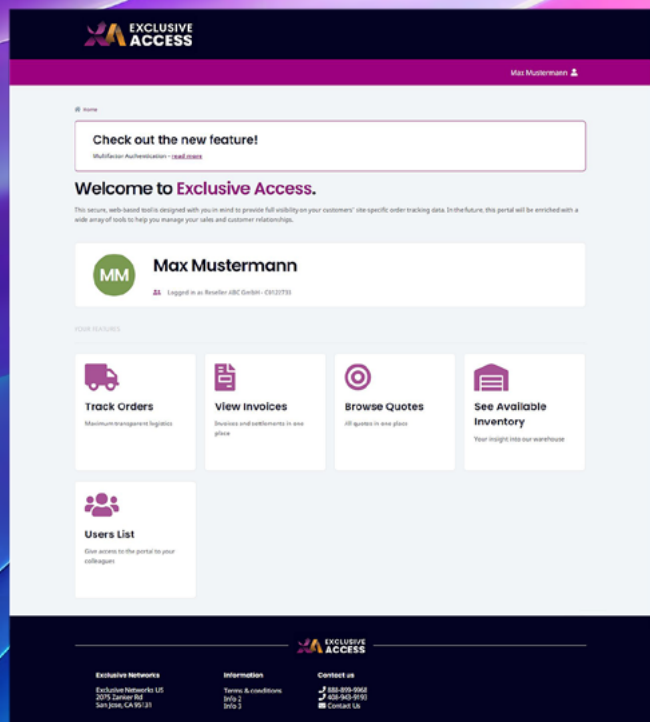 EXCLUSIVE
ACCESS
Max Mustermann
Home
Check out the new feature!
Multifactor Authentication - read more
Welcome to Exclusive Access.
This secure, web-based tool is designed with you in mind to provide full visibility on your customers' site-specific order tracking data. In the future, this portal will be enriched with a
wide array of tools to help you manage your sales and customer relationships.
MM
Max Mustermann
Logged in as Reseller ABC GmbH -
YOUR FEATURES
Track Orders
Maximum transparent logistics
View Invoices
Invoices and settlements in one
place
Browse Quotes
All quotes in one place
See Available
Inventory
Your insight into our warehouse
Users List
Give access to the portal to your
colleagues
EXCLUSIVE
ACCESS
Exclusive Networks
Exclusive Networks US
2075 Zanker Rd
San Jose, CA 95131
Information
Terms & conditions
Info 2
Info 3
Contact us
888-899-9968
408-943-9193
Contact Us